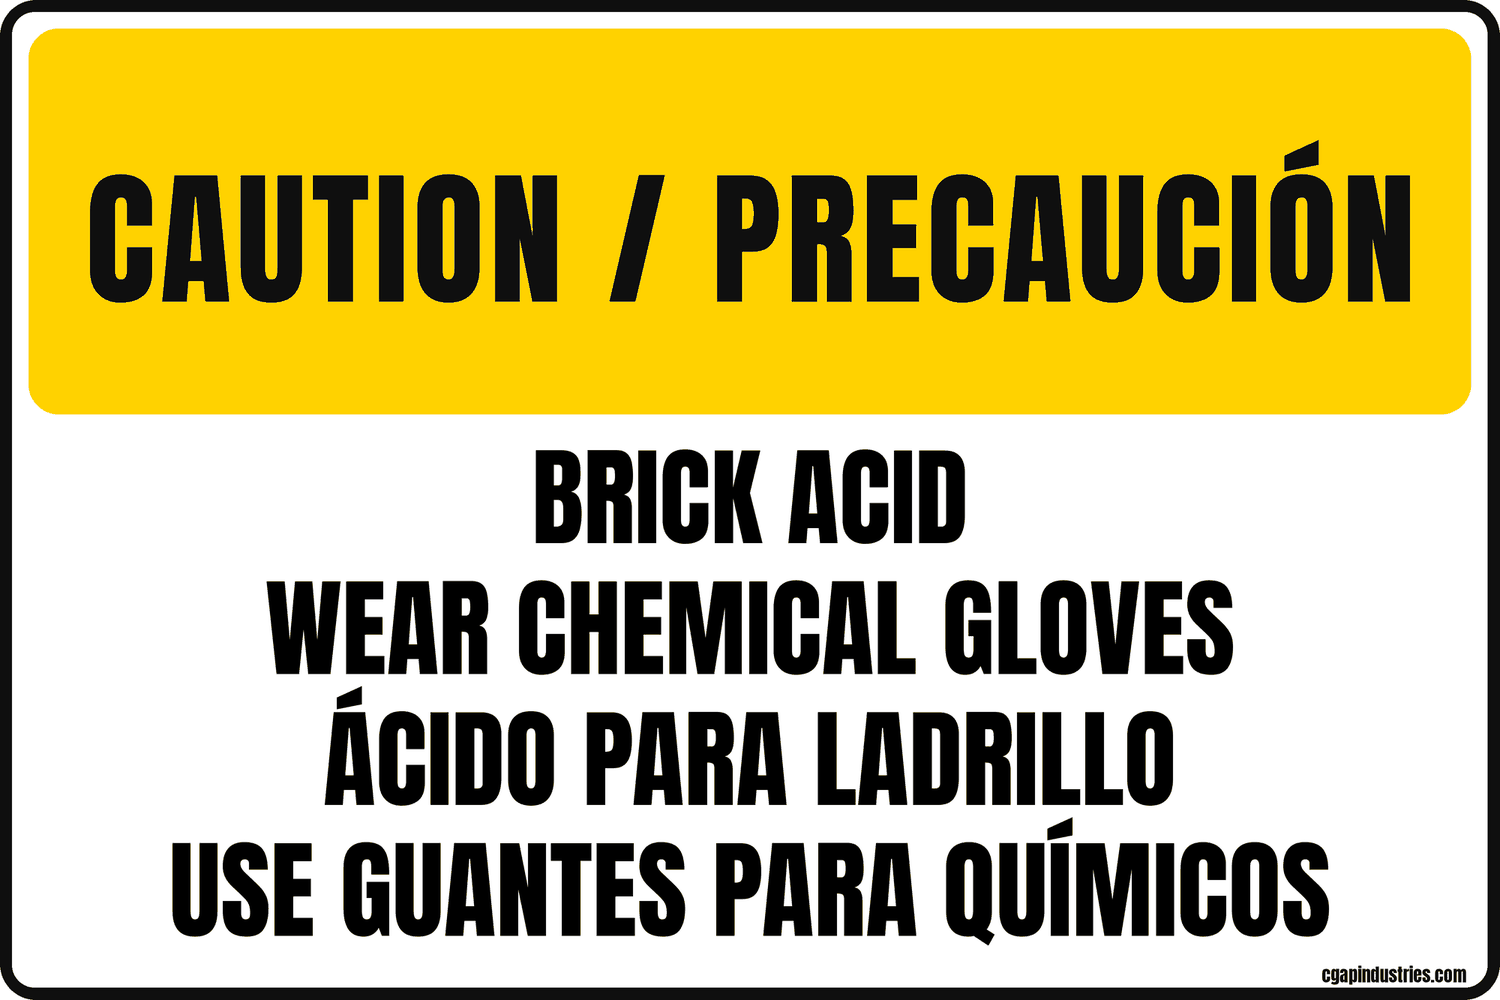 CAUTION / PRECAUCIÓN
BRICK ACID
WEAR CHEMICAL GLOVES
ÁCIDO PARA LADRILLO
USE GUANTES PARA QUÍMICOS
cgapindustries.com